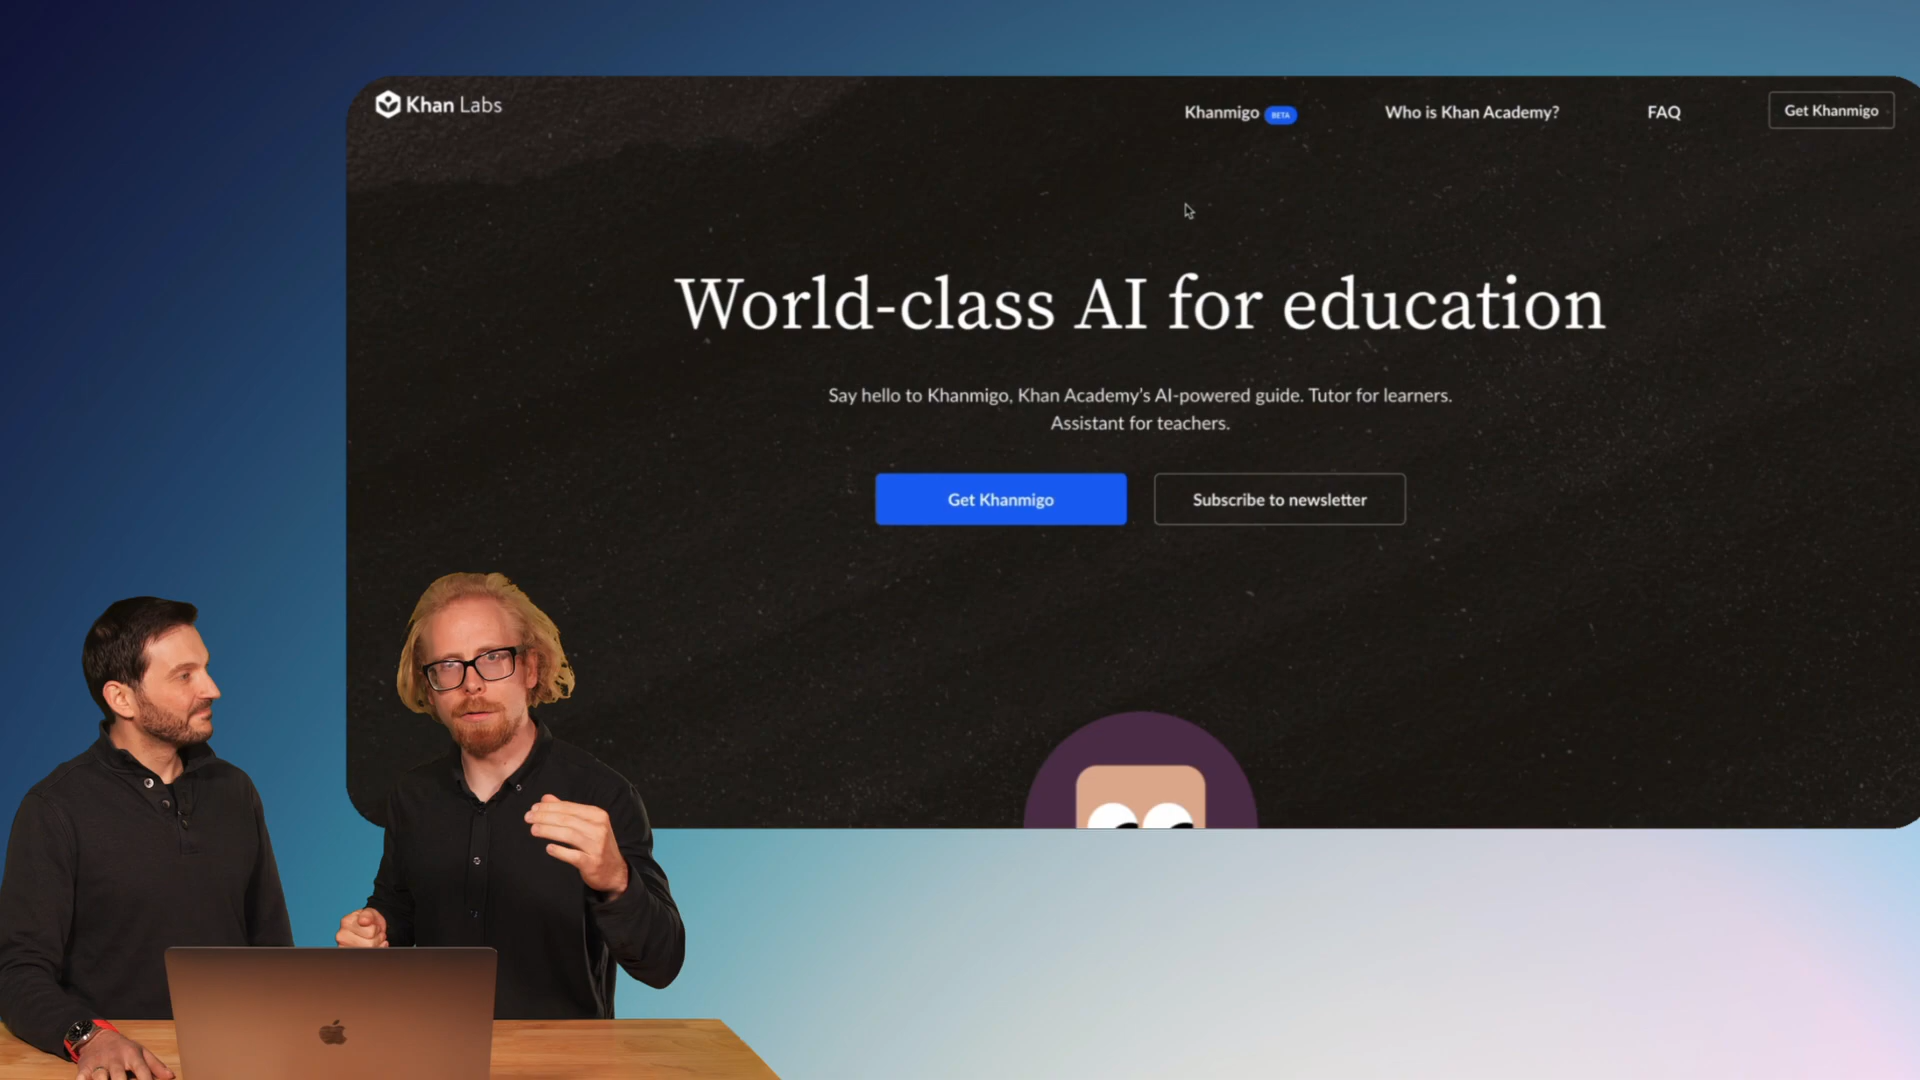 Khan Labs
Khanmigo BETA
Who is Khan Academy?
FAQ
Get Khanmigo
World-class AI for education
Say hello to Khanmigo, Khan Academy's AI-powered guide. Tutor for learners.
Assistant for teachers.
Get Khanmigo
Subscribe to newsletter